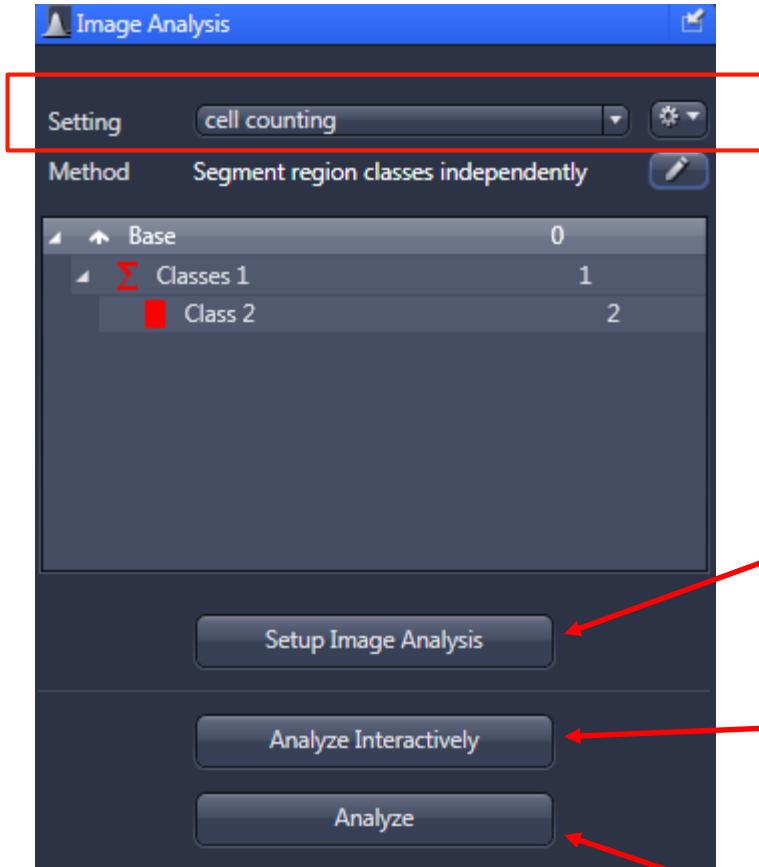 Image Analysis
Setting cell counting
Method Segment region classes independently
Base 0
Σ Classes 1 1
Class 2 2
Setup Image Analysis
Analyze Interactively
Analyze